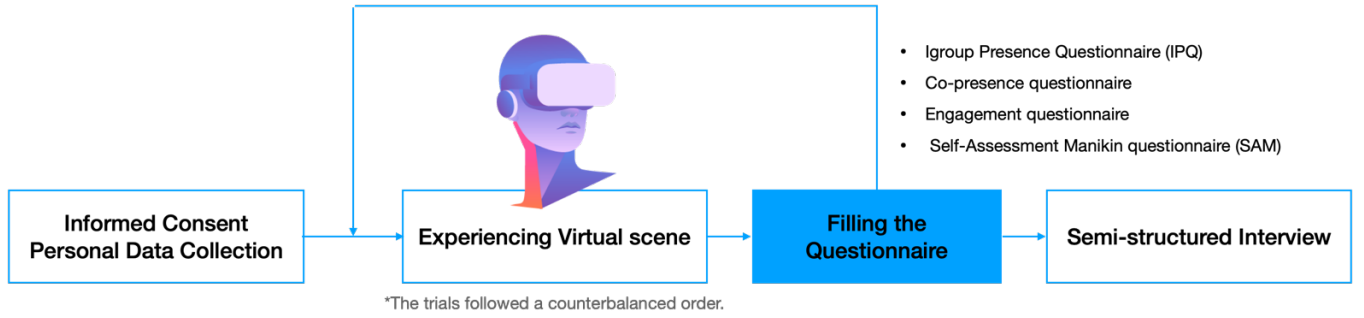 • Igroup Presence Questionnaire (IPQ)
• Co-presence questionnaire
• Engagement questionnaire
• Self-Assessment Manikin questionnaire (SAM)
Informed Consent
Personal Data Collection
Experiencing Virtual scene
Filling the
Questionnaire
Semi-structured Interview
*The trials followed a counterbalanced order.